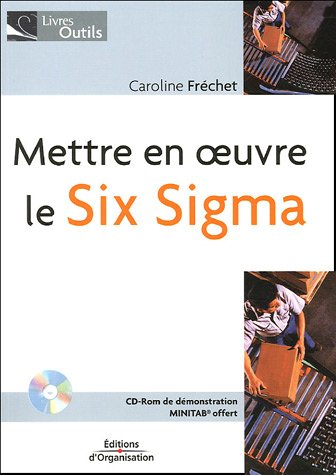 Livres
Outils
Caroline Fréchet
Mettre en œuvre
le Six Sigma
CD-Rom de démonstration
MINITAB® offert
Éditions
d'Organisation